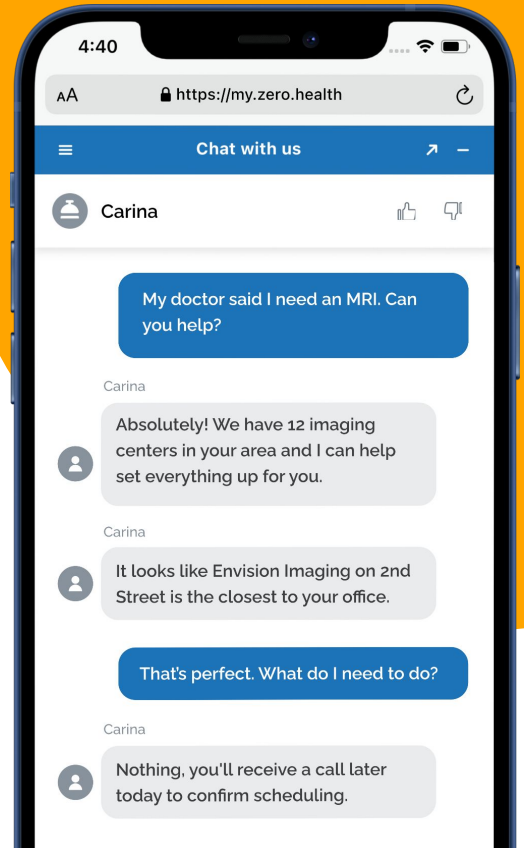 4:40
AA https://my.zero.health
Chat with us
Carina
My doctor said I need an MRI. Can
you help?
Carina
Absolutely! We have 12 imaging
centers in your area and I can help
set everything up for you.
Carina
It looks like Envision Imaging on 2nd
Street is the closest to your office.
That's perfect. What do I need to do?
Carina
Nothing, you'll receive a call later
today to confirm scheduling.